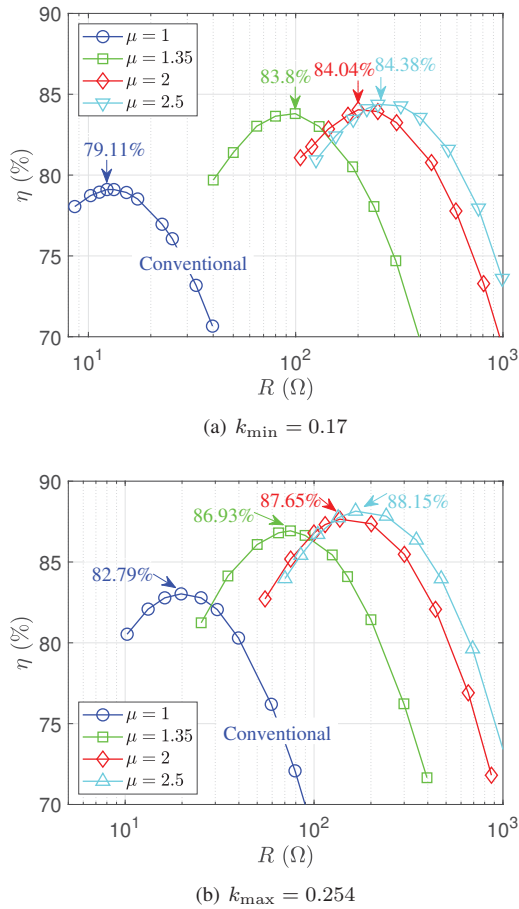 90
85
80
75
70
η (%)
μ = 1
μ = 1.35
μ = 2
μ = 2.5
79.11%
83.8%
84.04%
84.38%
Conventional
10¹
10²
10³
R (Ω)
(a) kmin = 0.17
90
85
80
75
70
η (%)
82.79%
86.93%
87.65%
88.15%
μ = 1
μ = 1.35
μ = 2
μ = 2.5
Conventional
10¹
10²
10³
R (Ω)
(b) kmax = 0.254